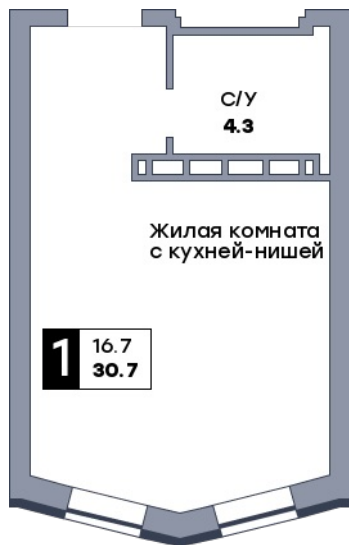 С/У
4.3
Жилая комната
с кухней-нишей
1
16.7
30.7